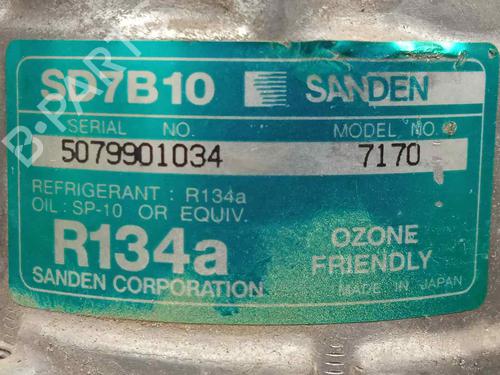 SD7B10 SANDEN
SERIAL NO. MODEL NO.
5079901034 7170
REFRIGERANT : R134a
OIL : SP-10 OR EQUIV.
R134a
OZONE
FRIENDLY
SANDEN CORPORATION
MADE IN JAPAN
B-PARTS